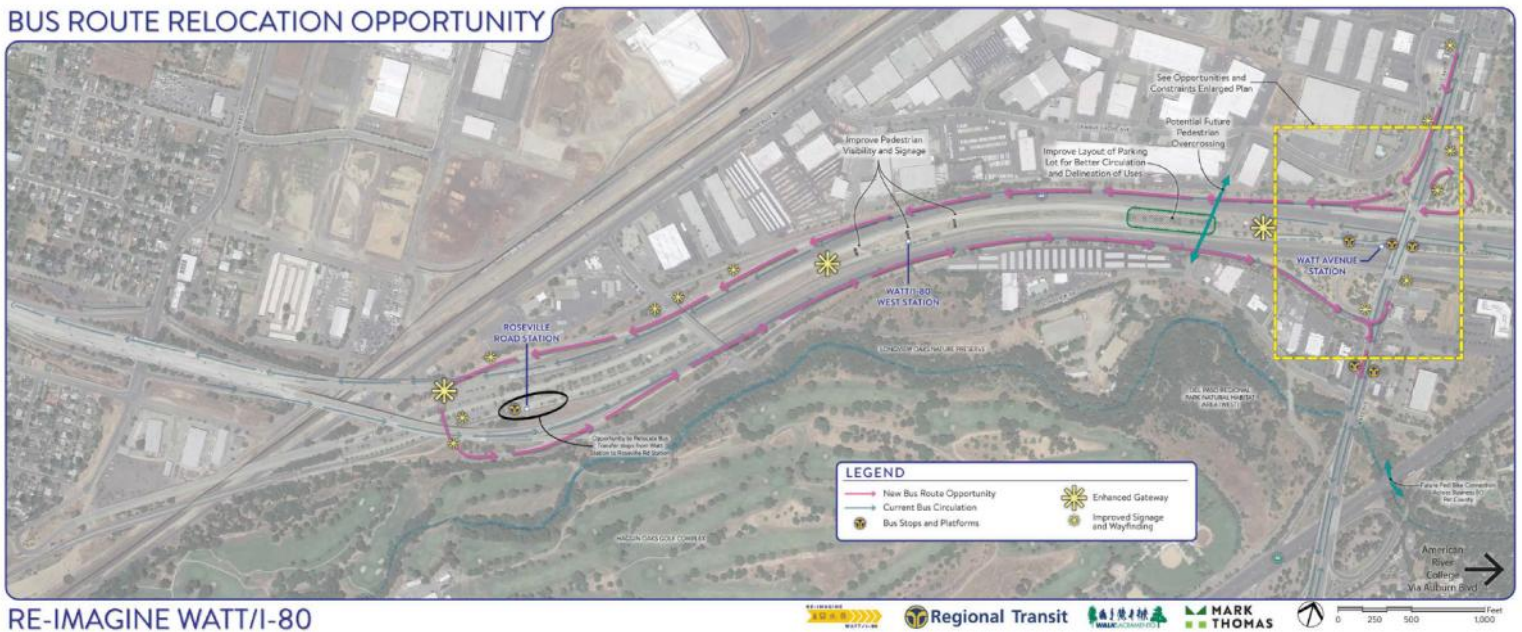 BUS ROUTE RELOCATION OPPORTUNITY
See Opportunities and
Constraints Enlarged Plan
Potential Future
Pedestrian
Overcrossing
Improve Pedestrian
Visibility and Signage
Improve Layout of Parking
Lot for Better Circulation
and Delineation of Uses
WATT AVENUE
STATION
WATT/I-80
WEST STATION
ROSEVILLE
ROAD STATION
LONGVIEW OAKS NATURE PRESERVE
DEL PASO REGIONAL
PARK NATURAL HABITAT
AREA (WEST)
Opportunity to Relocate Bus
Transfer stops from Watt
Station to Roseville Rd Station
HAGGIN OAKS GOLF COMPLEX
Future Ped/Bike Connection
Across Business 80
Per County
LEGEND
New Bus Route Opportunity
Current Bus Circulation
Bus Stops and Platforms
Enhanced Gateway
Improved Signage
and Wayfinding
American
River
College
Via Auburn Blvd
RE-IMAGINE WATT/I-80
RE-IMAGINE
WATT/I-80
Regional Transit
WALKSACRAMENTO
MARK
THOMAS
Feet
0 250 500 1,000